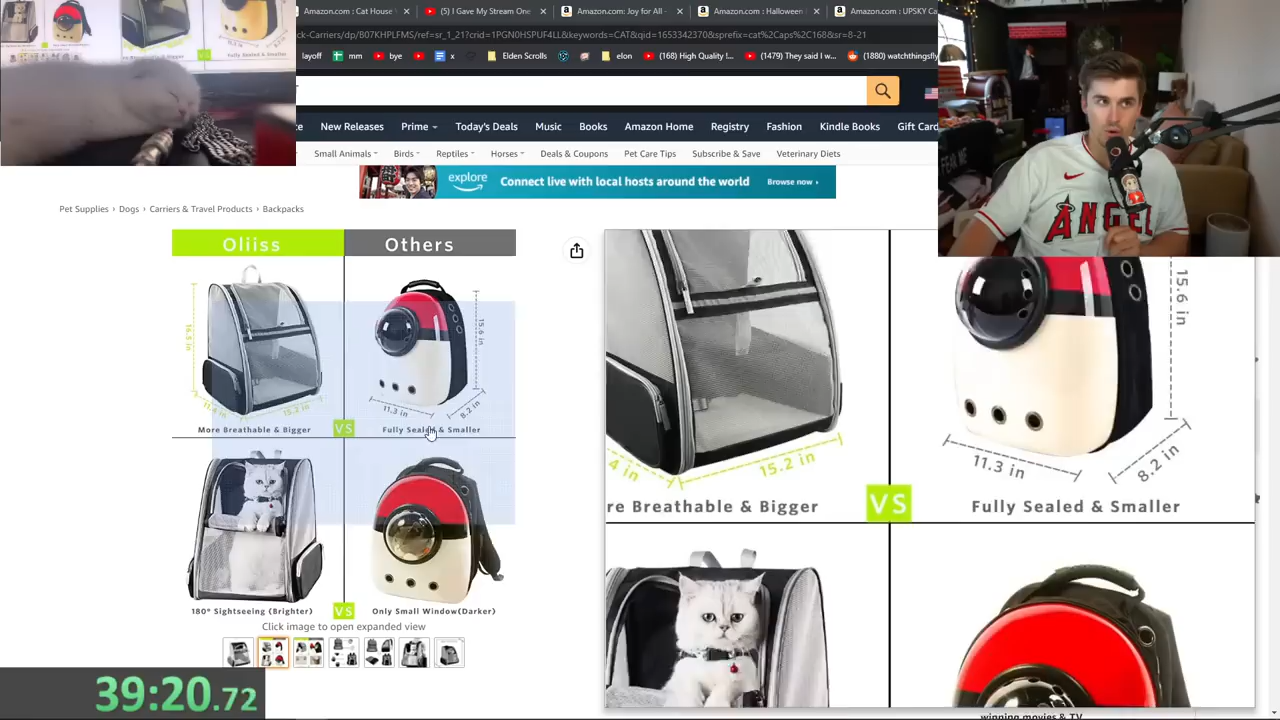 Amazon.com : Cat House
(5) I Gave My Stream One
Amazon.com: Joy for All -
Amazon.com : Halloween
Amazon.com: UPSKY Ca
layoff mm bye x Elden Scrolls elon (168) High Quality I... (1479) They said I w... (1880) watchthingsfly
ce New Releases Prime Today's Deals Music Books Amazon Home Registry Fashion Kindle Books Gift Card
Small Animals Birds Reptiles Horses Deals & Coupons Pet Care Tips Subscribe & Save Veterinary Diets
explore Connect live with local hosts around the world Browse now ›
Pet Supplies › Dogs › Carriers & Travel Products › Backpacks
FEAR ME
ANGEL
Oliiss Others
15.2 in
11.3 in
8.2 in
More Breathable & Bigger VS Fully Sealed & Smaller
180° Sightseeing (Brighter) VS Only Small Window(Darker)
Click image to open expanded view
4 in 15.2 in
15.6 in
11.3 in
8.2 in
re Breathable & Bigger VS Fully Sealed & Smaller
winning movies & TV
39:20.72